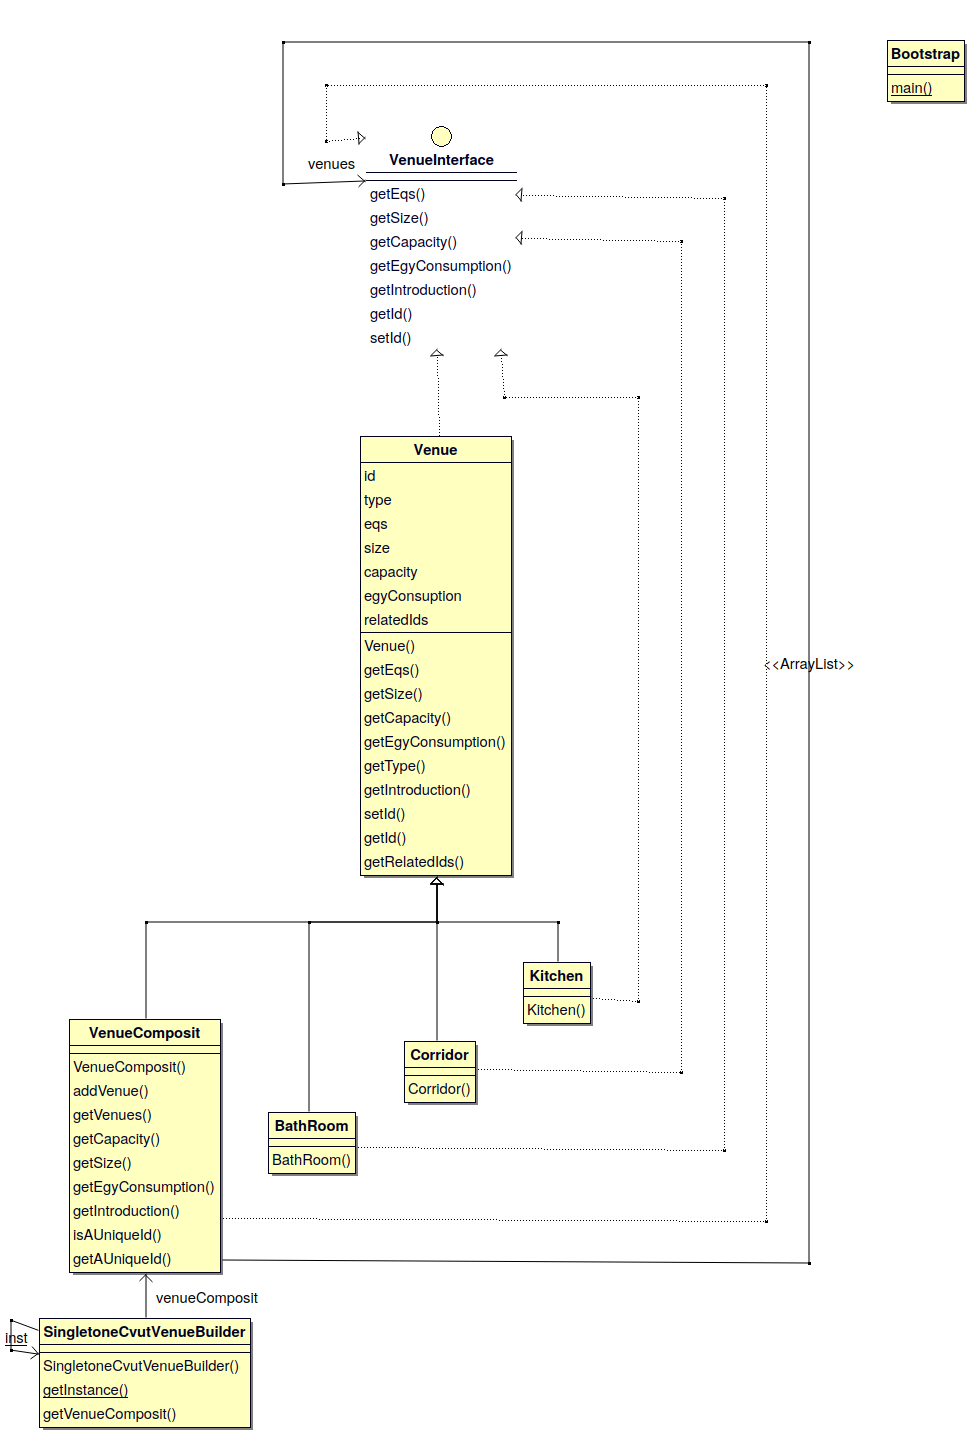 Bootstrap
main()
venues
VenueInterface
getEqs()
getSize()
getCapacity()
getEgyConsumption()
getIntroduction()
getId()
setId()
Venue
id
type
eqs
size
capacity
egyConsuption
relatedIds
Venue()
getEqs()
getSize()
getCapacity()
getEgyConsumption()
getType()
getIntroduction()
setId()
getId()
getRelatedIds()
<<ArrayList>>
Kitchen
Kitchen()
Corridor
Corridor()
BathRoom
BathRoom()
VenueComposit
VenueComposit()
addVenue()
getVenues()
getCapacity()
getSize()
getEgyConsumption()
getIntroduction()
isAUniqueId()
getAUniqueId()
venueComposit
inst
SingletoneCvutVenueBuilder
SingletoneCvutVenueBuilder()
getInstance()
getVenueComposit()